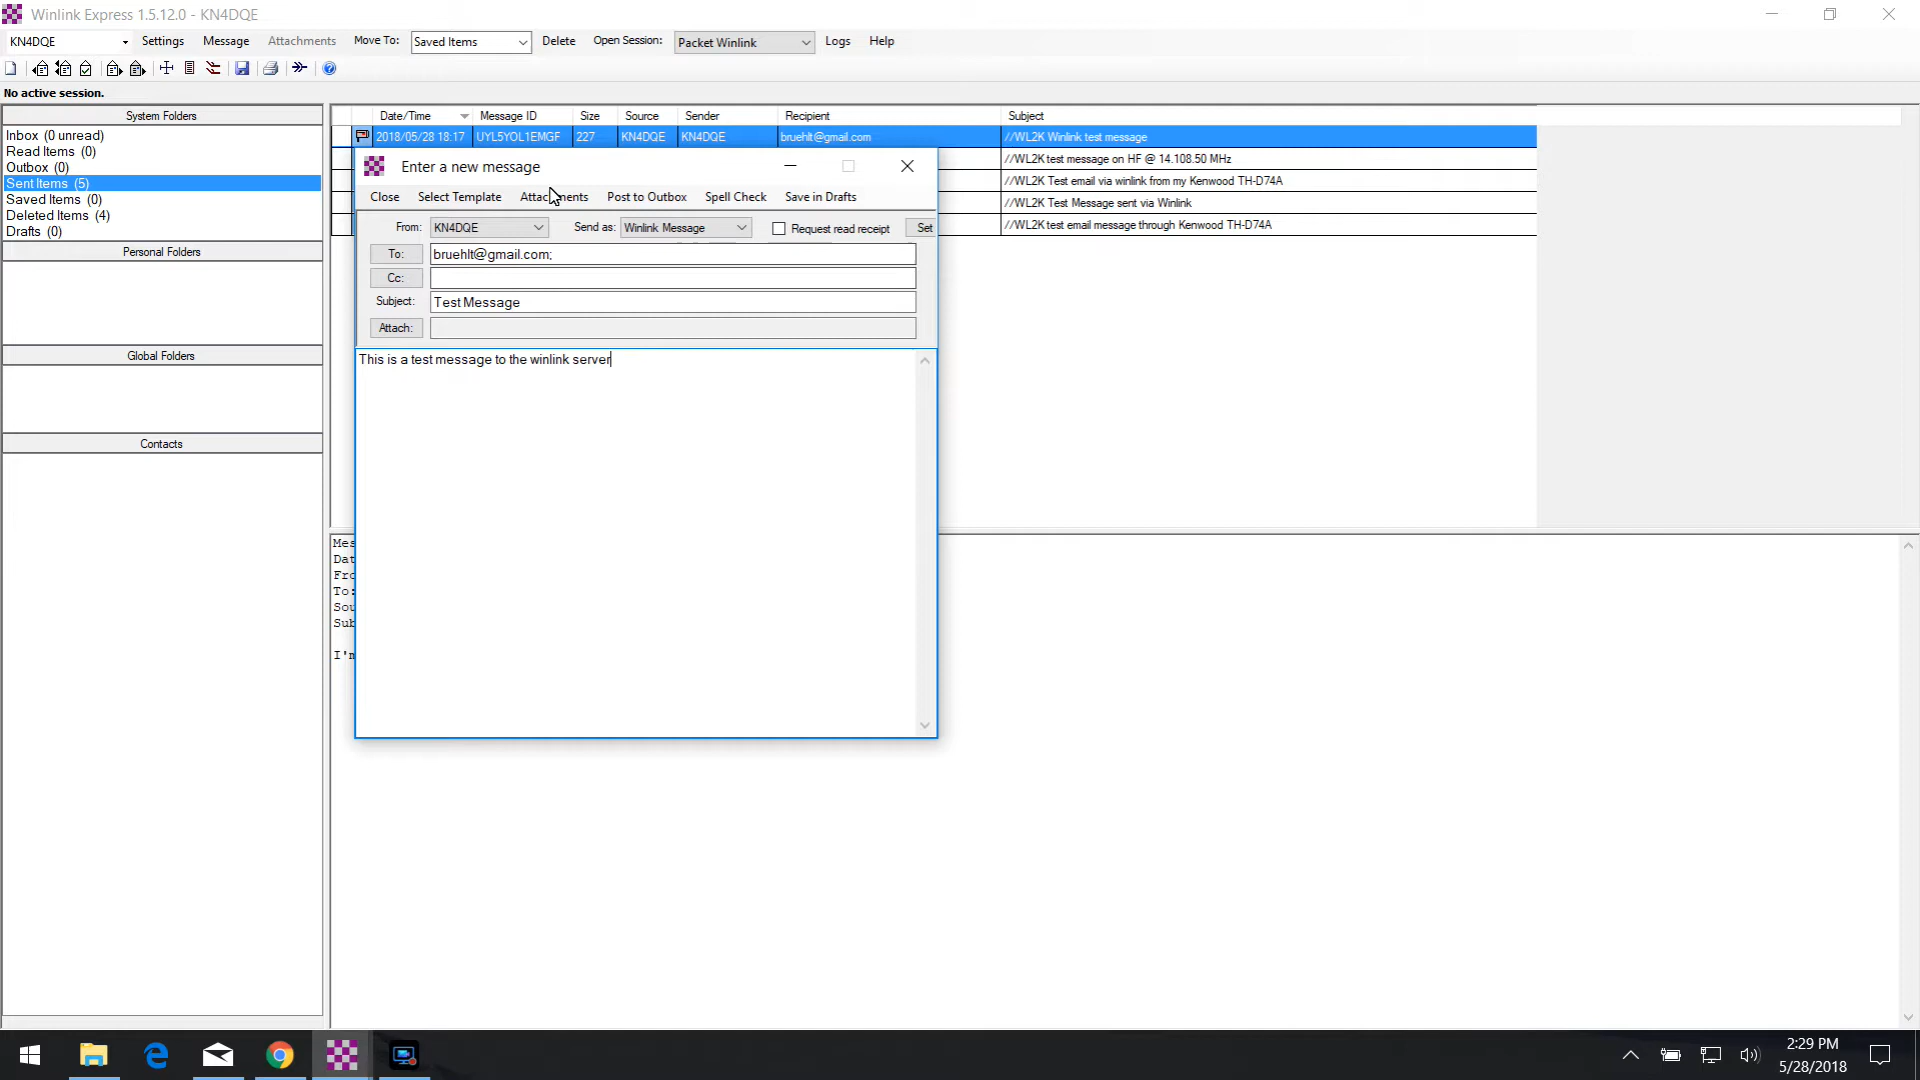 Winlink Express 1.5.12.0 - KN4DQE
KN4DQE Settings Message Attachments Move To: Saved Items Delete Open Session: Packet Winlink Logs Help
No active session.
System Folders
Inbox (0 unread)
Read Items (0)
Outbox (0)
Sent Items (5)
Saved Items (0)
Deleted Items (4)
Drafts (0)
Personal Folders
Global Folders
Contacts
Date/Time Message ID Size Source Sender Recipient Subject
2018/05/28 18:17 UYL5YOL1EMGF 227 KN4DQE KN4DQE bruehlt@gmail.com //WL2K Winlink test message
//WL2K test message on HF @ 14.108.50 MHz
//WL2K Test email via winlink from my Kenwood TH-D74A
//WL2K Test Message sent via Winlink
//WL2K test email message through Kenwood TH-D74A
Enter a new message
Close Select Template Attachments Post to Outbox Spell Check Save in Drafts
From: KN4DQE Send as: Winlink Message Request read receipt Set
To: bruehlt@gmail.com;
Cc:
Subject: Test Message
Attach:
This is a test message to the winlink server
Mes
Dat
Fro
To:
Sou
Sub
I'm
2:29 PM
5/28/2018